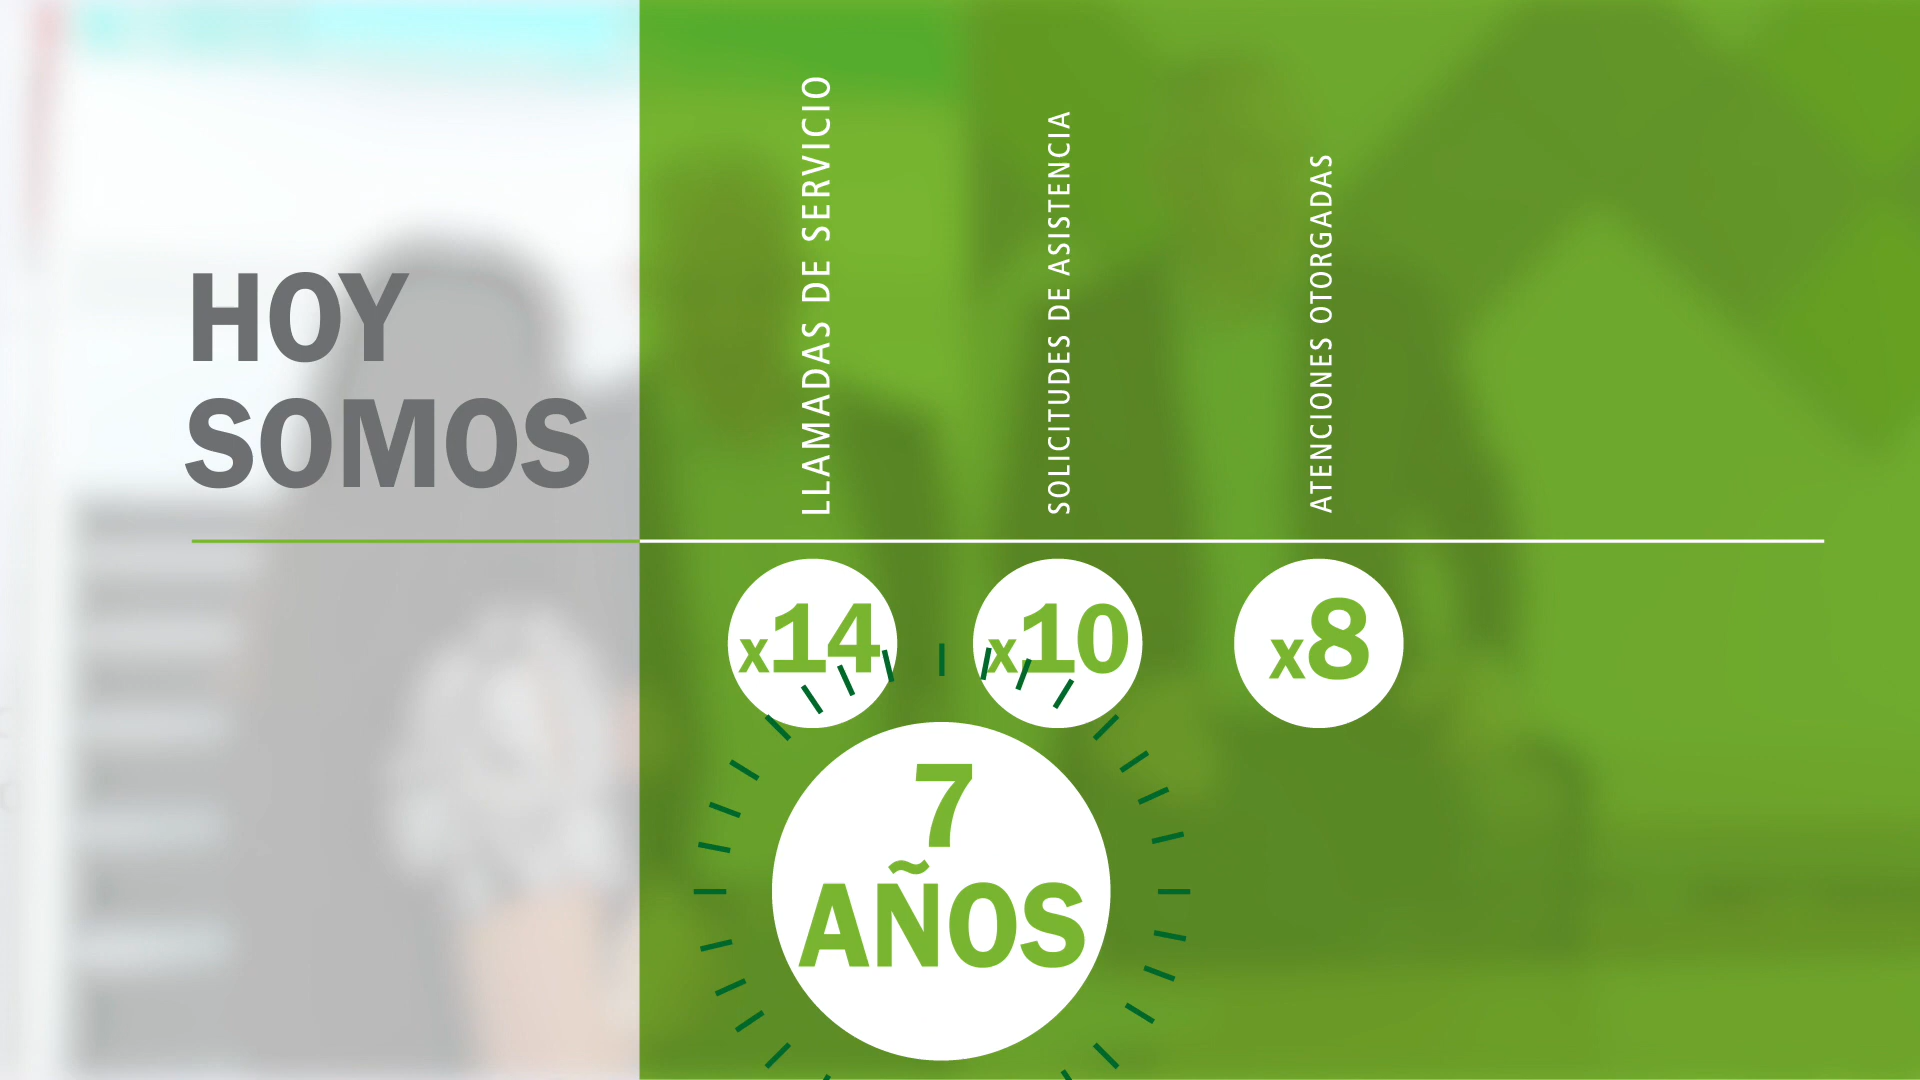 HOY
SOMOS
LLAMADAS DE SERVICIO
SOLICITUDES DE ASISTENCIA
ATENCIONES OTORGADAS
x14
x10
x8
7
AÑOS